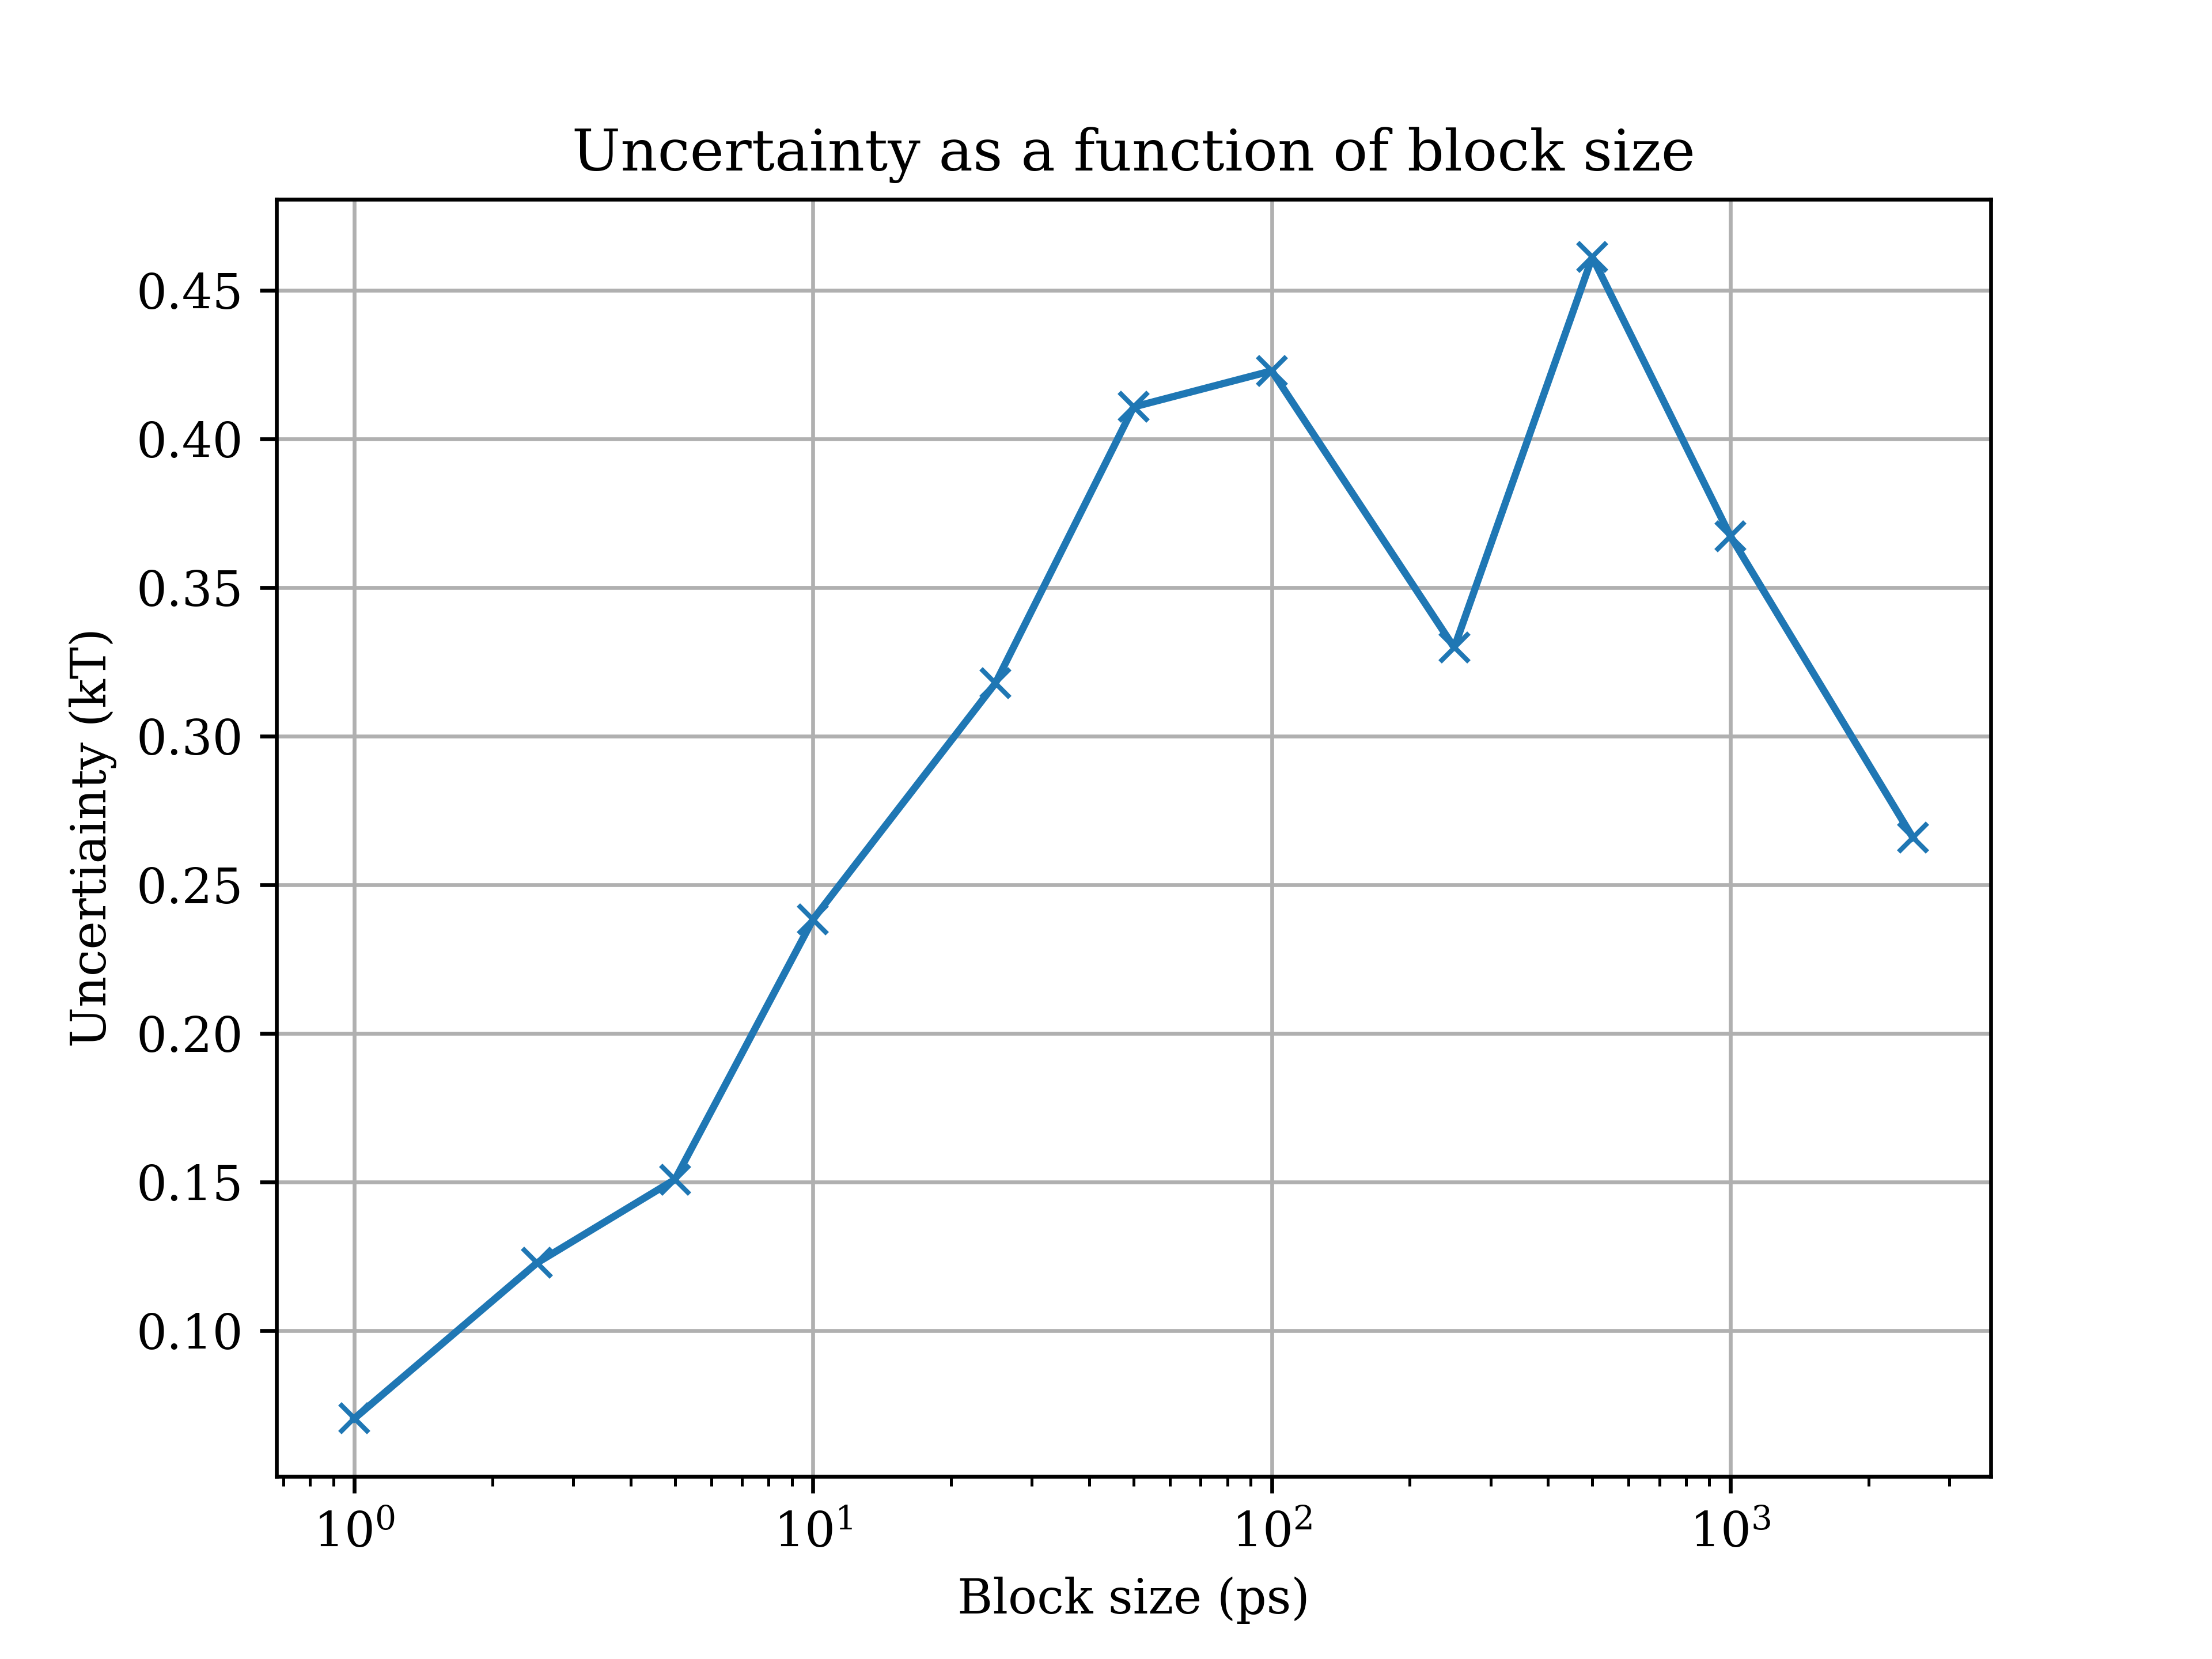 Uncertainty as a function of block size
0.45
0.40
0.35
0.30
0.25
0.20
0.15
0.10
Uncertiainty (kT)
10⁰ 10¹ 10² 10³
Block size (ps)